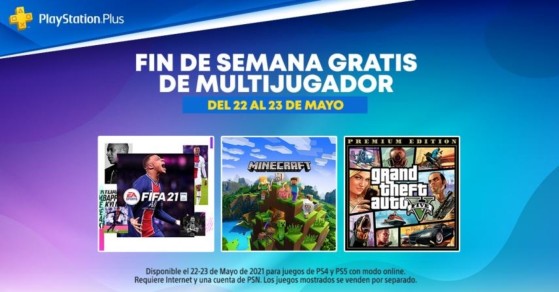 PlayStation.Plus
FIN DE SEMANA GRATIS
DE MULTIJUGADOR
DEL 22 AL 23 DE MAYO
EA SPORTS
FIFA 21
MINECRAFT
PREMIUM EDITION
grand
theft
auto
V
Disponible el 22-23 de Mayo de 2021 para juegos de PS4 y PS5 con modo online.
Requiere Internet y una cuenta de PSN. Los juegos mostrados se venden por separado.